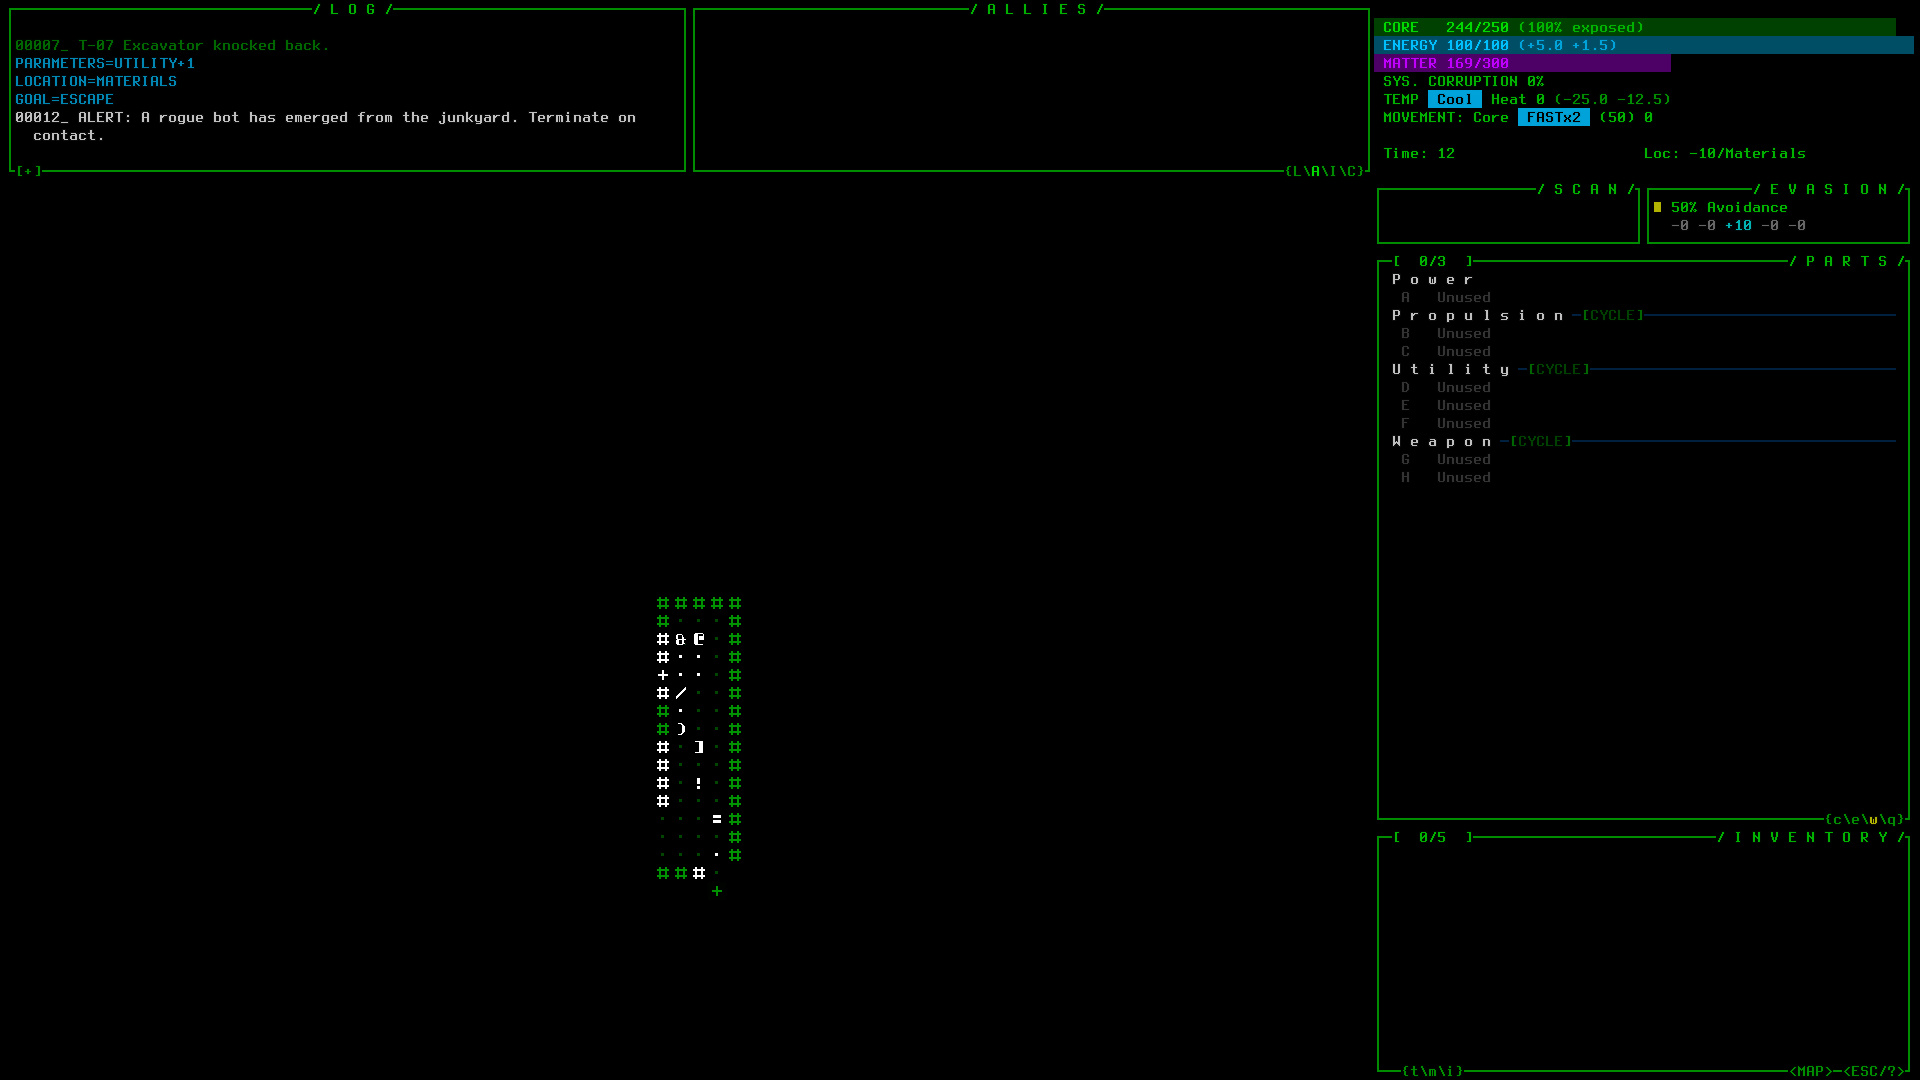 / L O G /
00007_ T-07 Excavator knocked back.
PARAMETERS=UTILITY+1
LOCATION=MATERIALS
GOAL=ESCAPE
00012_ ALERT: A rogue bot has emerged from the junkyard. Terminate on
contact.
[+]
/ A L L I E S /
{L\A\I\C}
CORE 244/250 (100% exposed)
ENERGY 100/100 (+5.0 +1.5)
MATTER 169/300
SYS. CORRUPTION 0%
TEMP Cool Heat 0 (-25.0 -12.5)
MOVEMENT: Core FASTx2 (50) 0
Time: 12 Loc: -10/Materials
/ S C A N /
/ E V A S I O N /
50% Avoidance
-0 -0 +10 -0 -0
[ 0/3 ] / P A R T S /
P o w e r
A Unused
P r o p u l s i o n [CYCLE]
B Unused
C Unused
U t i l i t y [CYCLE]
D Unused
E Unused
F Unused
W e a p o n [CYCLE]
G Unused
H Unused
{c\e\w\q}
[ 0/5 ] / I N V E N T O R Y /
{t\m\i} <MAP> <ESC/?>
# # # # #
# · · · #
# @ · #
# · · · #
+ · · · #
# / · · #
# · · · #
# ) · · #
# · ] · #
# · · · #
# · ! · #
# · · · #
· · · = #
· · · · #
· · · · #
# # # ·
+